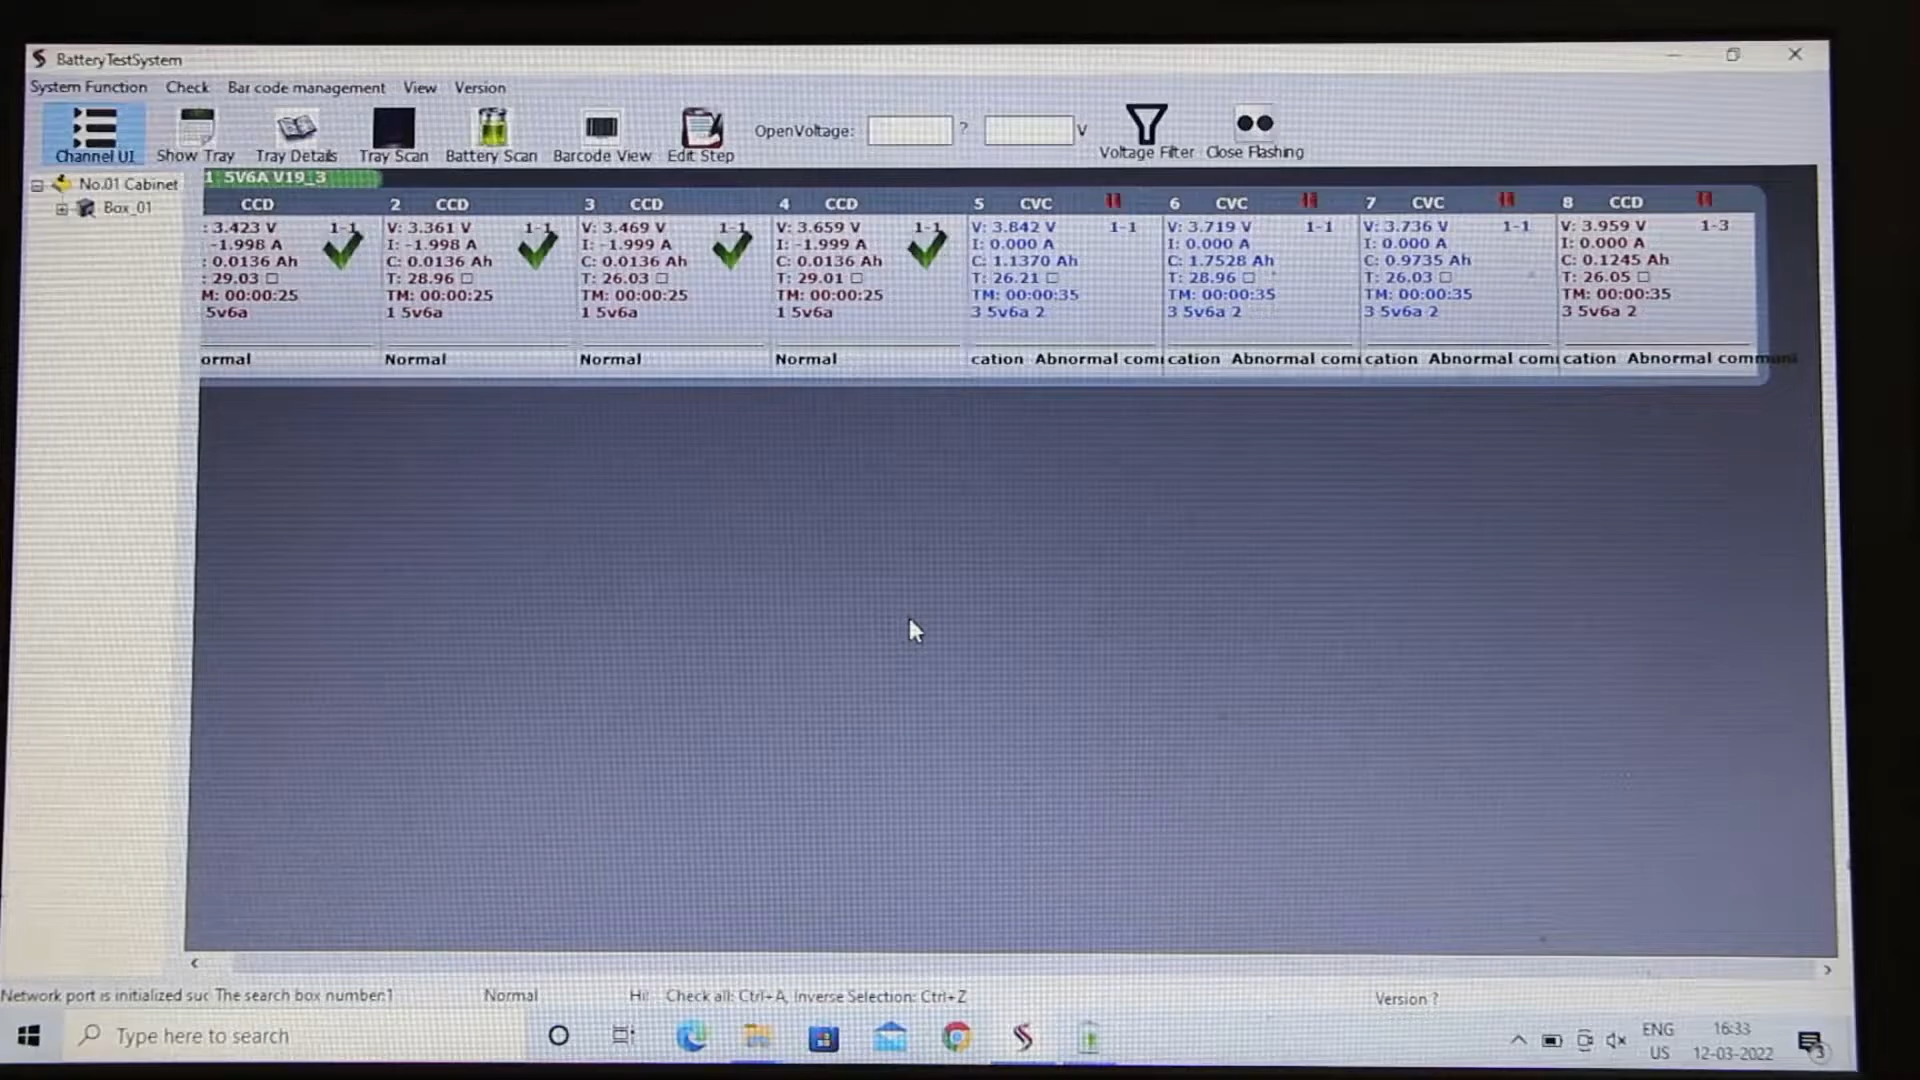 BatteryTestSystem
System Function Check Bar code management View Version
Channel UI Show Tray Tray Details Tray Scan Battery Scan Barcode View Edit Step OpenVoltage: ? V Voltage Filter Close Flashing
No.01 Cabinet
Box_01
1 5V6A V19_3
CCD
: 3.423 V 1-1
-1.998 A
: 0.0136 Ah
: 29.03 □
M: 00:00:25
5v6a
ormal
2 CCD
V: 3.361 V 1-1
I: -1.998 A
C: 0.0136 Ah
T: 28.96 □
TM: 00:00:25
1 5v6a
Normal
3 CCD
V: 3.469 V 1-1
I: -1.999 A
C: 0.0136 Ah
T: 26.03 □
TM: 00:00:25
1 5v6a
Normal
4 CCD
V: 3.659 V 1-1
I: -1.999 A
C: 0.0136 Ah
T: 29.01 □
TM: 00:00:25
1 5v6a
Normal
5 CVC
V: 3.842 V 1-1
I: 0.000 A
C: 1.1370 Ah
T: 26.21 □
TM: 00:00:35
3 5v6a 2
cation Abnormal comi
6 CVC
V: 3.719 V 1-1
I: 0.000 A
C: 1.7528 Ah
T: 28.96 □
TM: 00:00:35
3 5v6a 2
cation Abnormal comi
7 CVC
V: 3.736 V 1-1
I: 0.000 A
C: 0.9735 Ah
T: 26.03 □
TM: 00:00:35
3 5v6a 2
cation Abnormal comi
8 CCD
V: 3.959 V 1-3
I: 0.000 A
C: 0.1245 Ah
T: 26.05 □
TM: 00:00:35
3 5v6a 2
cation Abnormal communi
Network port is initialized suc The search box number:1 Normal Hi! Check all: Ctrl+A, Inverse Selection: Ctrl+Z Version ?
Type here to search
ENG
US
16:33
12-03-2022
3